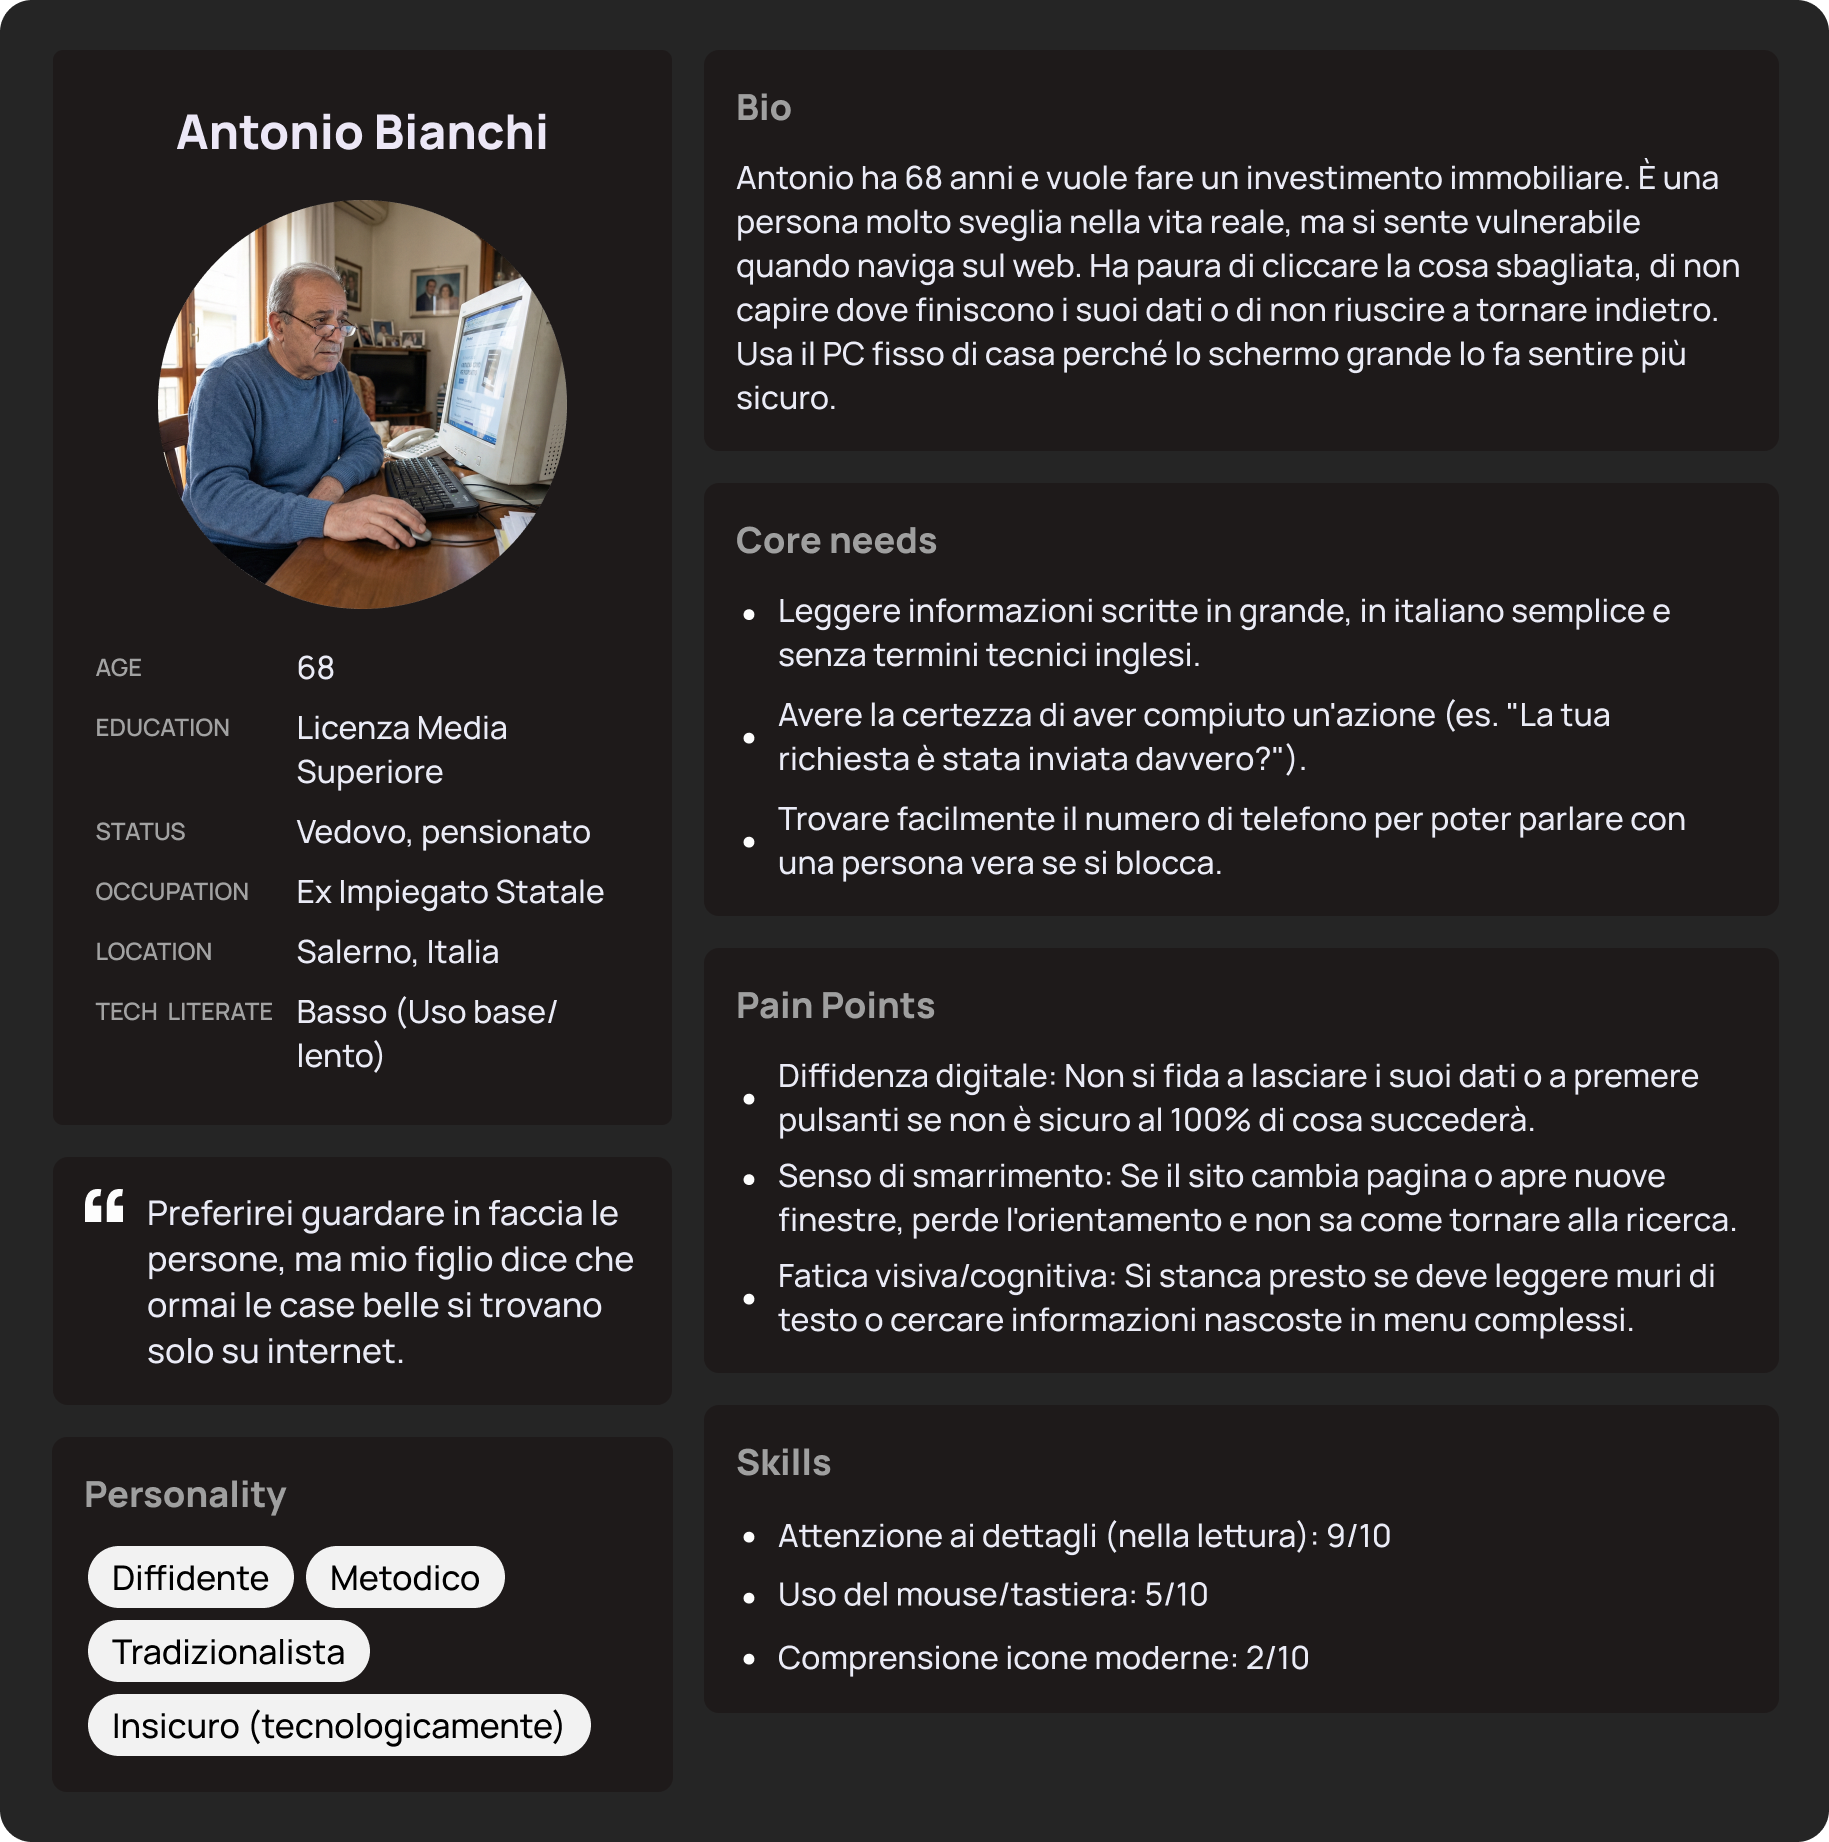 Antonio Bianchi
AGE 68
EDUCATION Licenza Media
Superiore
STATUS Vedovo, pensionato
OCCUPATION Ex Impiegato Statale
LOCATION Salerno, Italia
TECH LITERATE Basso (Uso base/
lento)
“ Preferirei guardare in faccia le
persone, ma mio figlio dice che
ormai le case belle si trovano
solo su internet.
Personality
Diffidente Metodico
Tradizionalista
Insicuro (tecnologicamente)
Bio
Antonio ha 68 anni e vuole fare un investimento immobiliare. È una
persona molto sveglia nella vita reale, ma si sente vulnerabile
quando naviga sul web. Ha paura di cliccare la cosa sbagliata, di non
capire dove finiscono i suoi dati o di non riuscire a tornare indietro.
Usa il PC fisso di casa perché lo schermo grande lo fa sentire più
sicuro.
Core needs
• Leggere informazioni scritte in grande, in italiano semplice e
senza termini tecnici inglesi.
• Avere la certezza di aver compiuto un'azione (es. "La tua
richiesta è stata inviata davvero?").
• Trovare facilmente il numero di telefono per poter parlare con
una persona vera se si blocca.
Pain Points
• Diffidenza digitale: Non si fida a lasciare i suoi dati o a premere
pulsanti se non è sicuro al 100% di cosa succederà.
• Senso di smarrimento: Se il sito cambia pagina o apre nuove
finestre, perde l'orientamento e non sa come tornare alla ricerca.
• Fatica visiva/cognitiva: Si stanca presto se deve leggere muri di
testo o cercare informazioni nascoste in menu complessi.
Skills
• Attenzione ai dettagli (nella lettura): 9/10
• Uso del mouse/tastiera: 5/10
• Comprensione icone moderne: 2/10